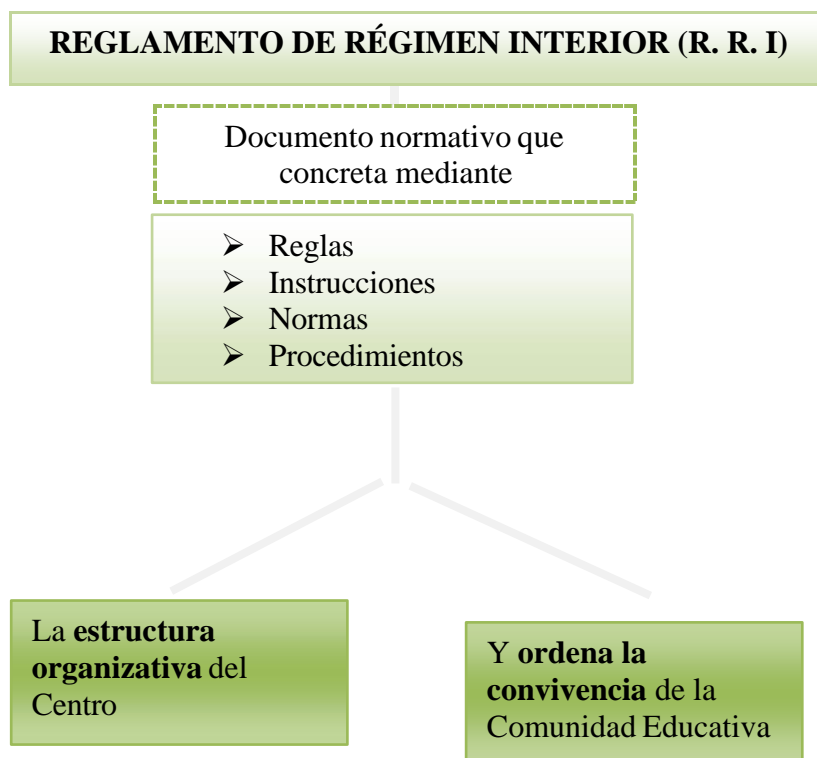 REGLAMENTO DE RÉGIMEN INTERIOR (R. R. I)
Documento normativo que
concreta mediante
➢ Reglas
➢ Instrucciones
➢ Normas
➢ Procedimientos
La estructura
organizativa del
Centro
Y ordena la
convivencia de la
Comunidad Educativa